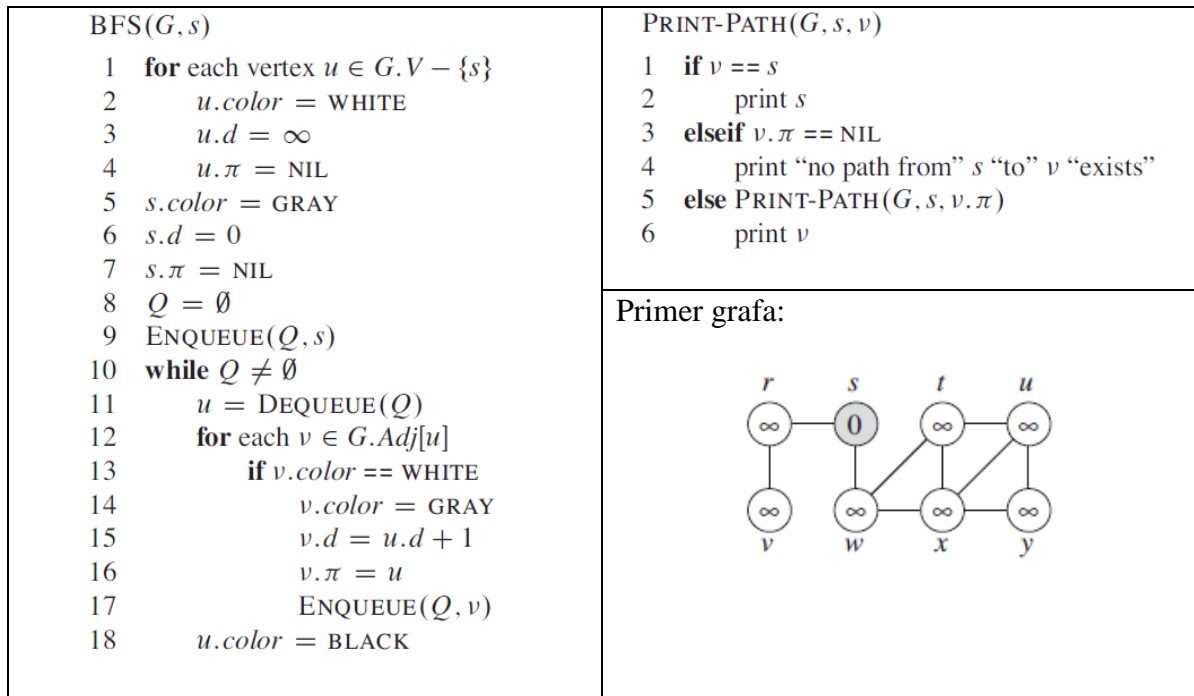 BFS(G, s)
1 for each vertex u ∈ G.V − {s}
2 u.color = WHITE
3 u.d = ∞
4 u.π = NIL
5 s.color = GRAY
6 s.d = 0
7 s.π = NIL
8 Q = ∅
9 ENQUEUE(Q, s)
10 while Q ≠ ∅
11 u = DEQUEUE(Q)
12 for each v ∈ G.Adj[u]
13 if v.color == WHITE
14 v.color = GRAY
15 v.d = u.d + 1
16 v.π = u
17 ENQUEUE(Q, v)
18 u.color = BLACK
PRINT-PATH(G, s, v)
1 if v == s
2 print s
3 elseif v.π == NIL
4 print “no path from” s “to” v “exists”
5 else PRINT-PATH(G, s, v.π)
6 print v
Primer grafa:
r s t u
∞ 0 ∞ ∞
∞ ∞ ∞ ∞
v w x y